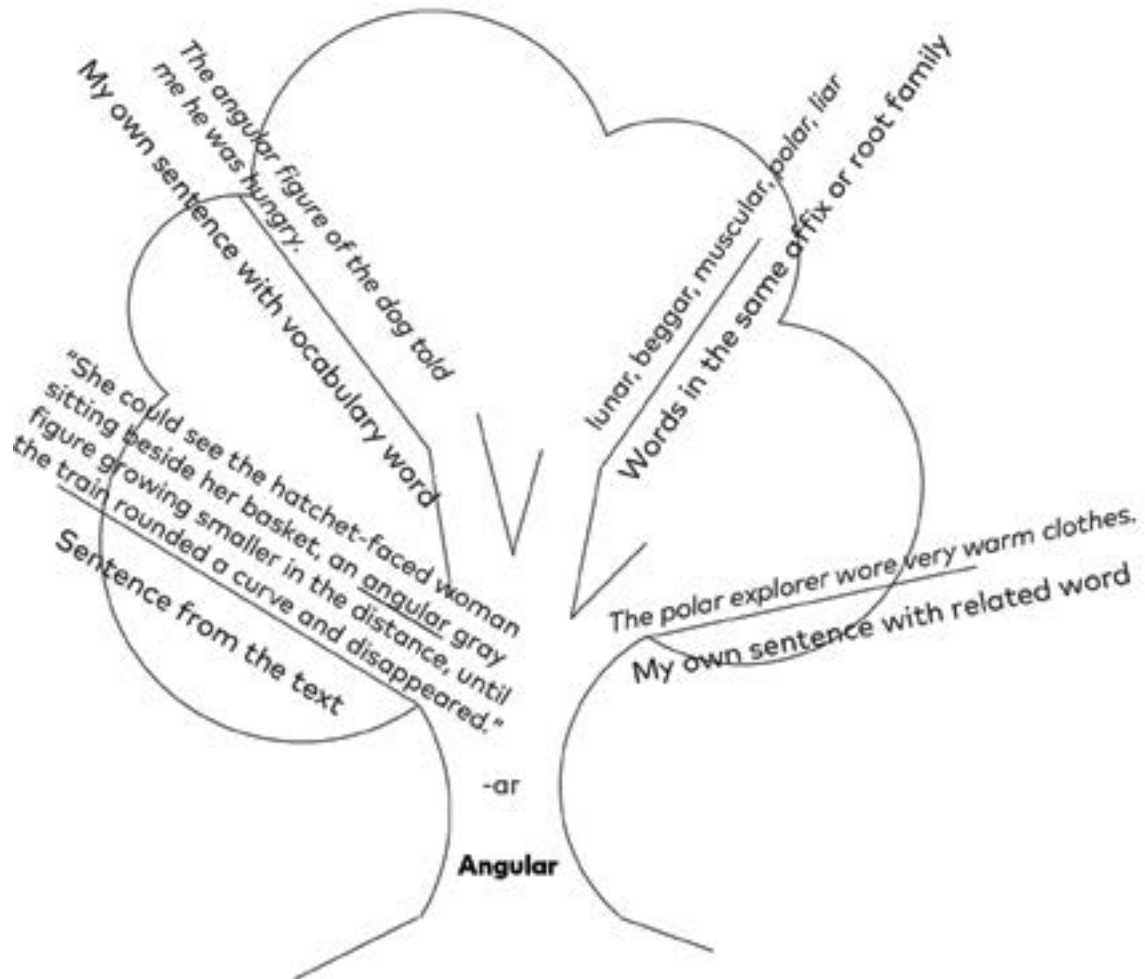 The angular figure of the dog told
me he was hungry.
My own sentence with vocabulary word
lunar, beggar, muscular, polar, liar
Words in the same affix or root family
"She could see the hatchet-faced woman
sitting beside her basket, an angular gray
figure growing smaller in the distance, until
the train rounded a curve and disappeared."
Sentence from the text
The polar explorer wore very warm clothes.
My own sentence with related word
-ar
Angular